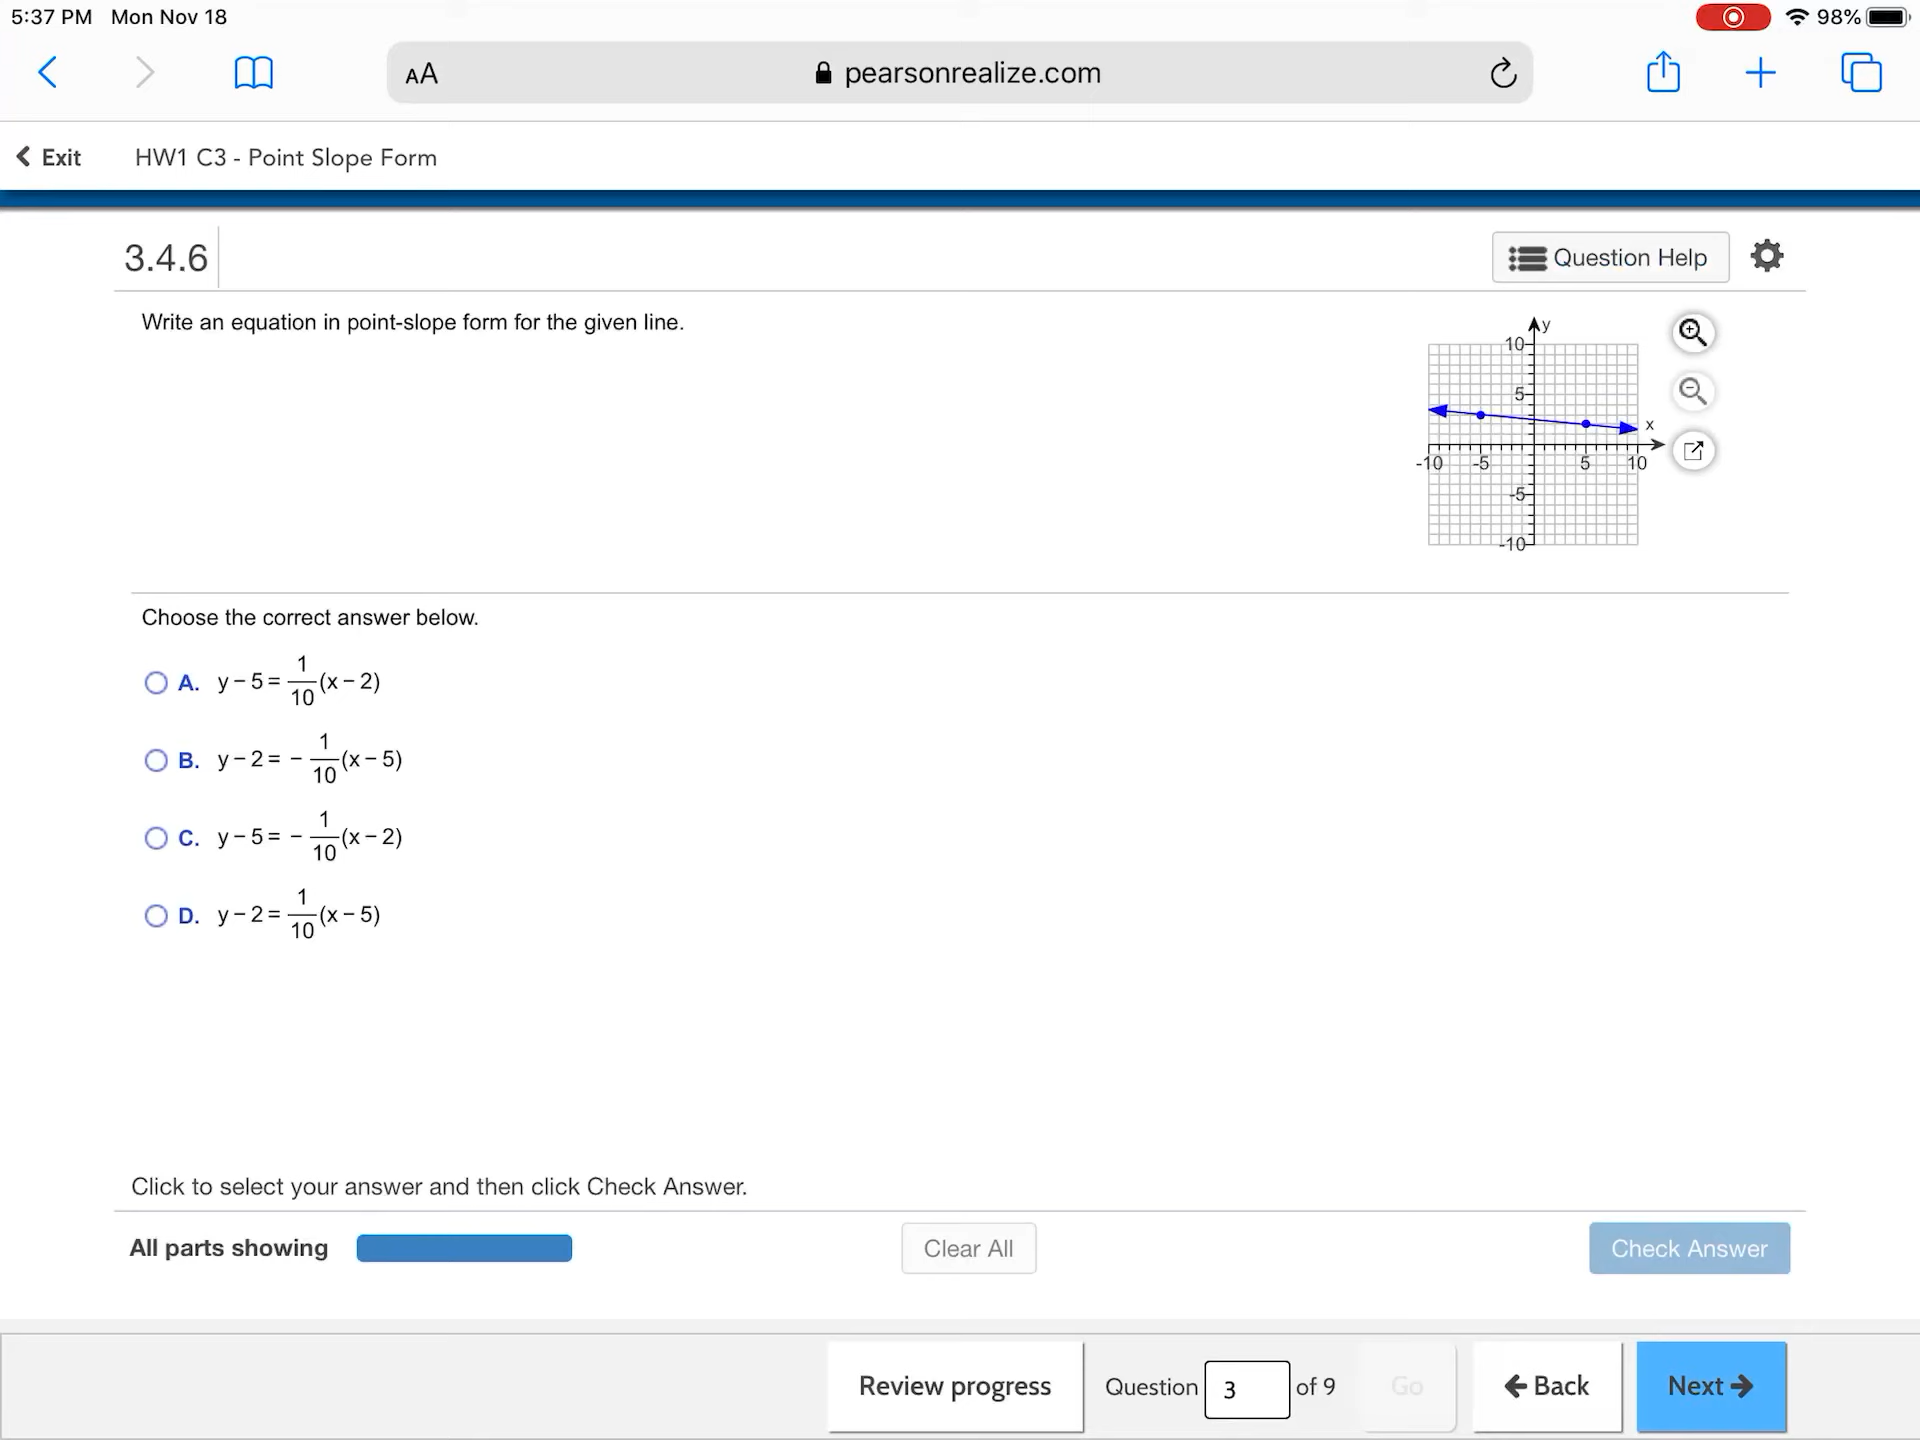 5:37 PM Mon Nov 18
98%
AA
pearsonrealize.com
Exit
HW1 C3 - Point Slope Form
3.4.6
Question Help
Write an equation in point-slope form for the given line.
y
10
5
x
-10 -5 5 10
-5
-10
Choose the correct answer below.
A. y − 5 = 1/10 (x − 2)
B. y − 2 = − 1/10 (x − 5)
C. y − 5 = − 1/10 (x − 2)
D. y − 2 = 1/10 (x − 5)
Click to select your answer and then click Check Answer.
All parts showing
Clear All
Check Answer
Review progress
Question 3 of 9
Go
Back
Next